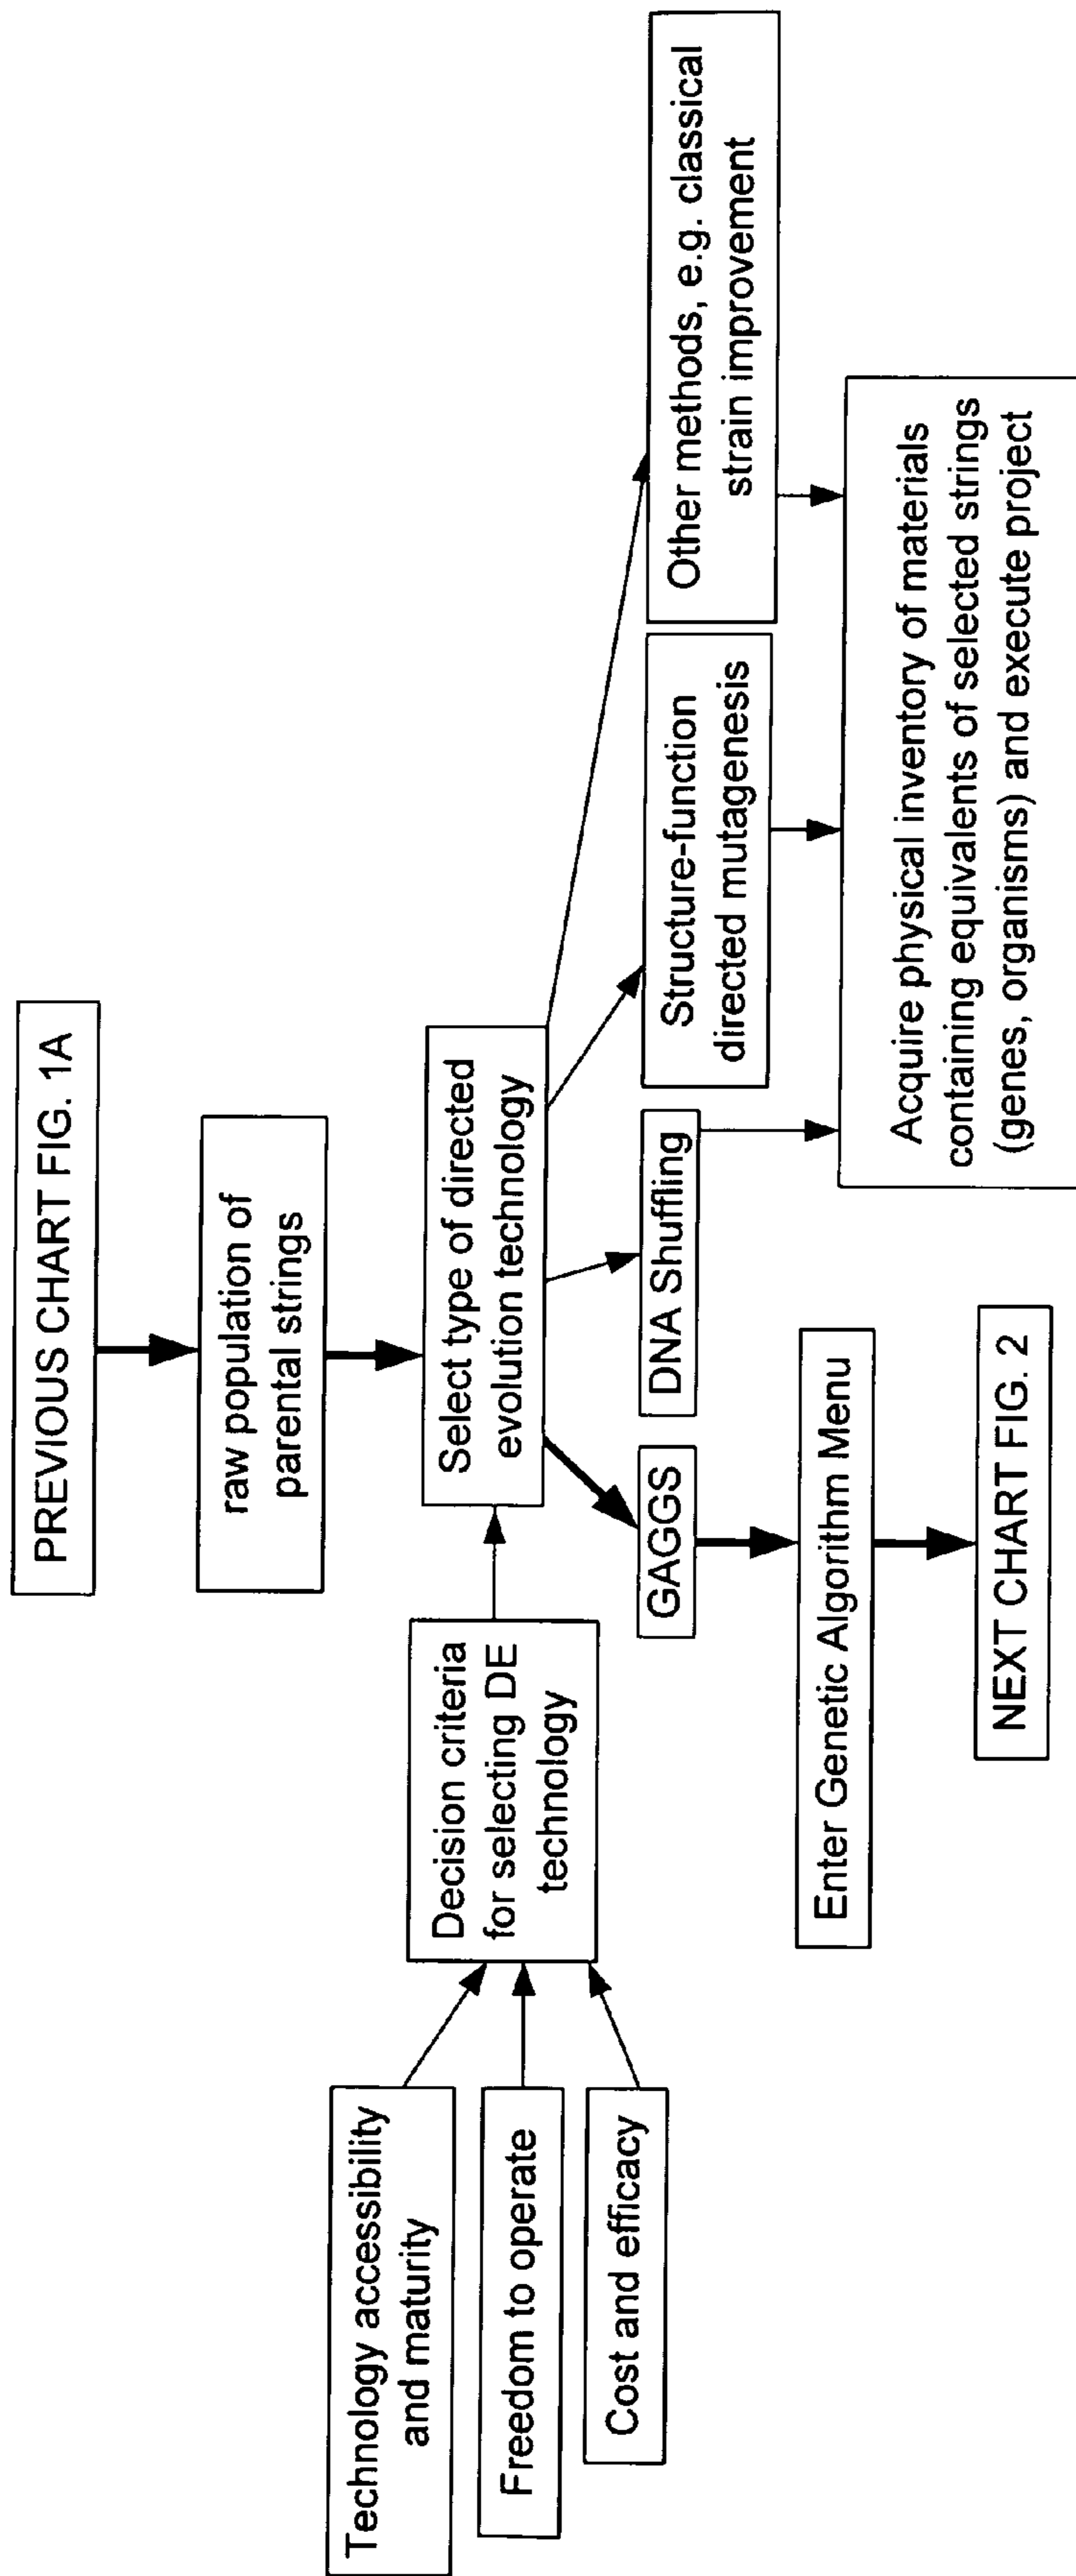 PREVIOUS CHART FIG. 1A
raw population of
parental strings
Technology accessibility
and maturity
Freedom to operate
Cost and efficacy
Decision criteria
for selecting DE
technology
Select type of directed
evolution technology
GAGGS
DNA Shuffling
Structure-function
directed mutagenesis
Other methods, e.g. classical
strain improvement
Enter Genetic Algorithm Menu
Acquire physical inventory of materials
containing equivalents of selected strings
(genes, organisms) and execute project
NEXT CHART FIG. 2